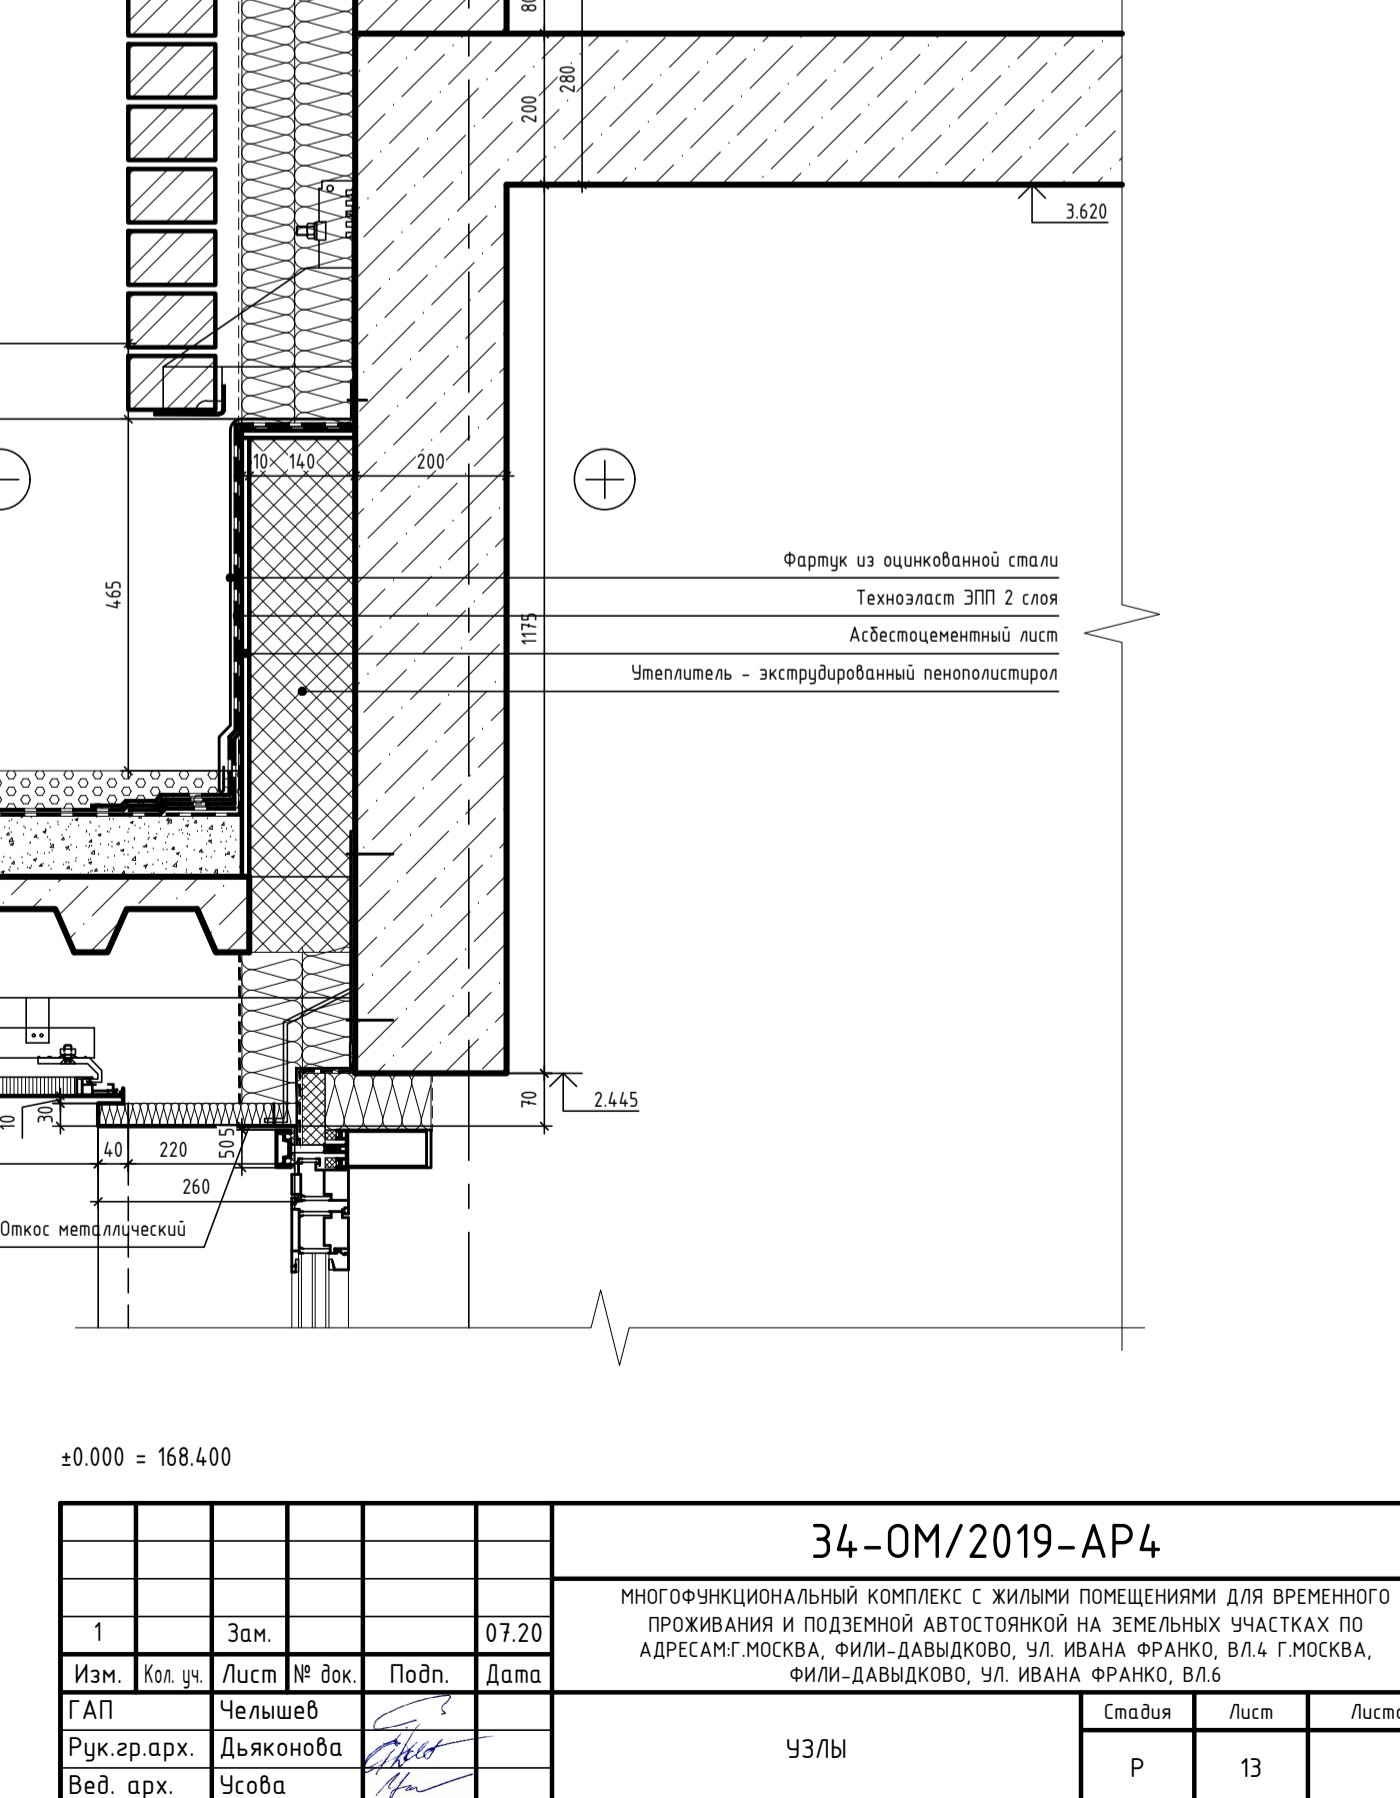 80
280
200
3.620
10 140 200
Фартук из оцинкованной стали
Техноэласт ЭПП 2 слоя
465
1175
Асбестоцементный лист
Утеплитель – экструдированный пенополистирол
2.445
70
10
30
505
40 220
260
Откос металлический
±0.000 = 168.400
34-ОМ/2019-АР4
МНОГОФУНКЦИОНАЛЬНЫЙ КОМПЛЕКС С ЖИЛЫМИ ПОМЕЩЕНИЯМИ ДЛЯ ВРЕМЕННОГО
ПРОЖИВАНИЯ И ПОДЗЕМНОЙ АВТОСТОЯНКОЙ НА ЗЕМЕЛЬНЫХ УЧАСТКАХ ПО
АДРЕСАМ:Г.МОСКВА, ФИЛИ-ДАВЫДКОВО, УЛ. ИВАНА ФРАНКО, ВЛ.4 Г.МОСКВА,
ФИЛИ-ДАВЫДКОВО, УЛ. ИВАНА ФРАНКО, ВЛ.6
1 Зам. 07.20
Изм. Кол. уч. Лист № док. Подп. Дата
ГАП Челышев
Рук.гр.арх. Дьяконова
Вед. арх. Усова
УЗЛЫ
Стадия Лист
Р 13